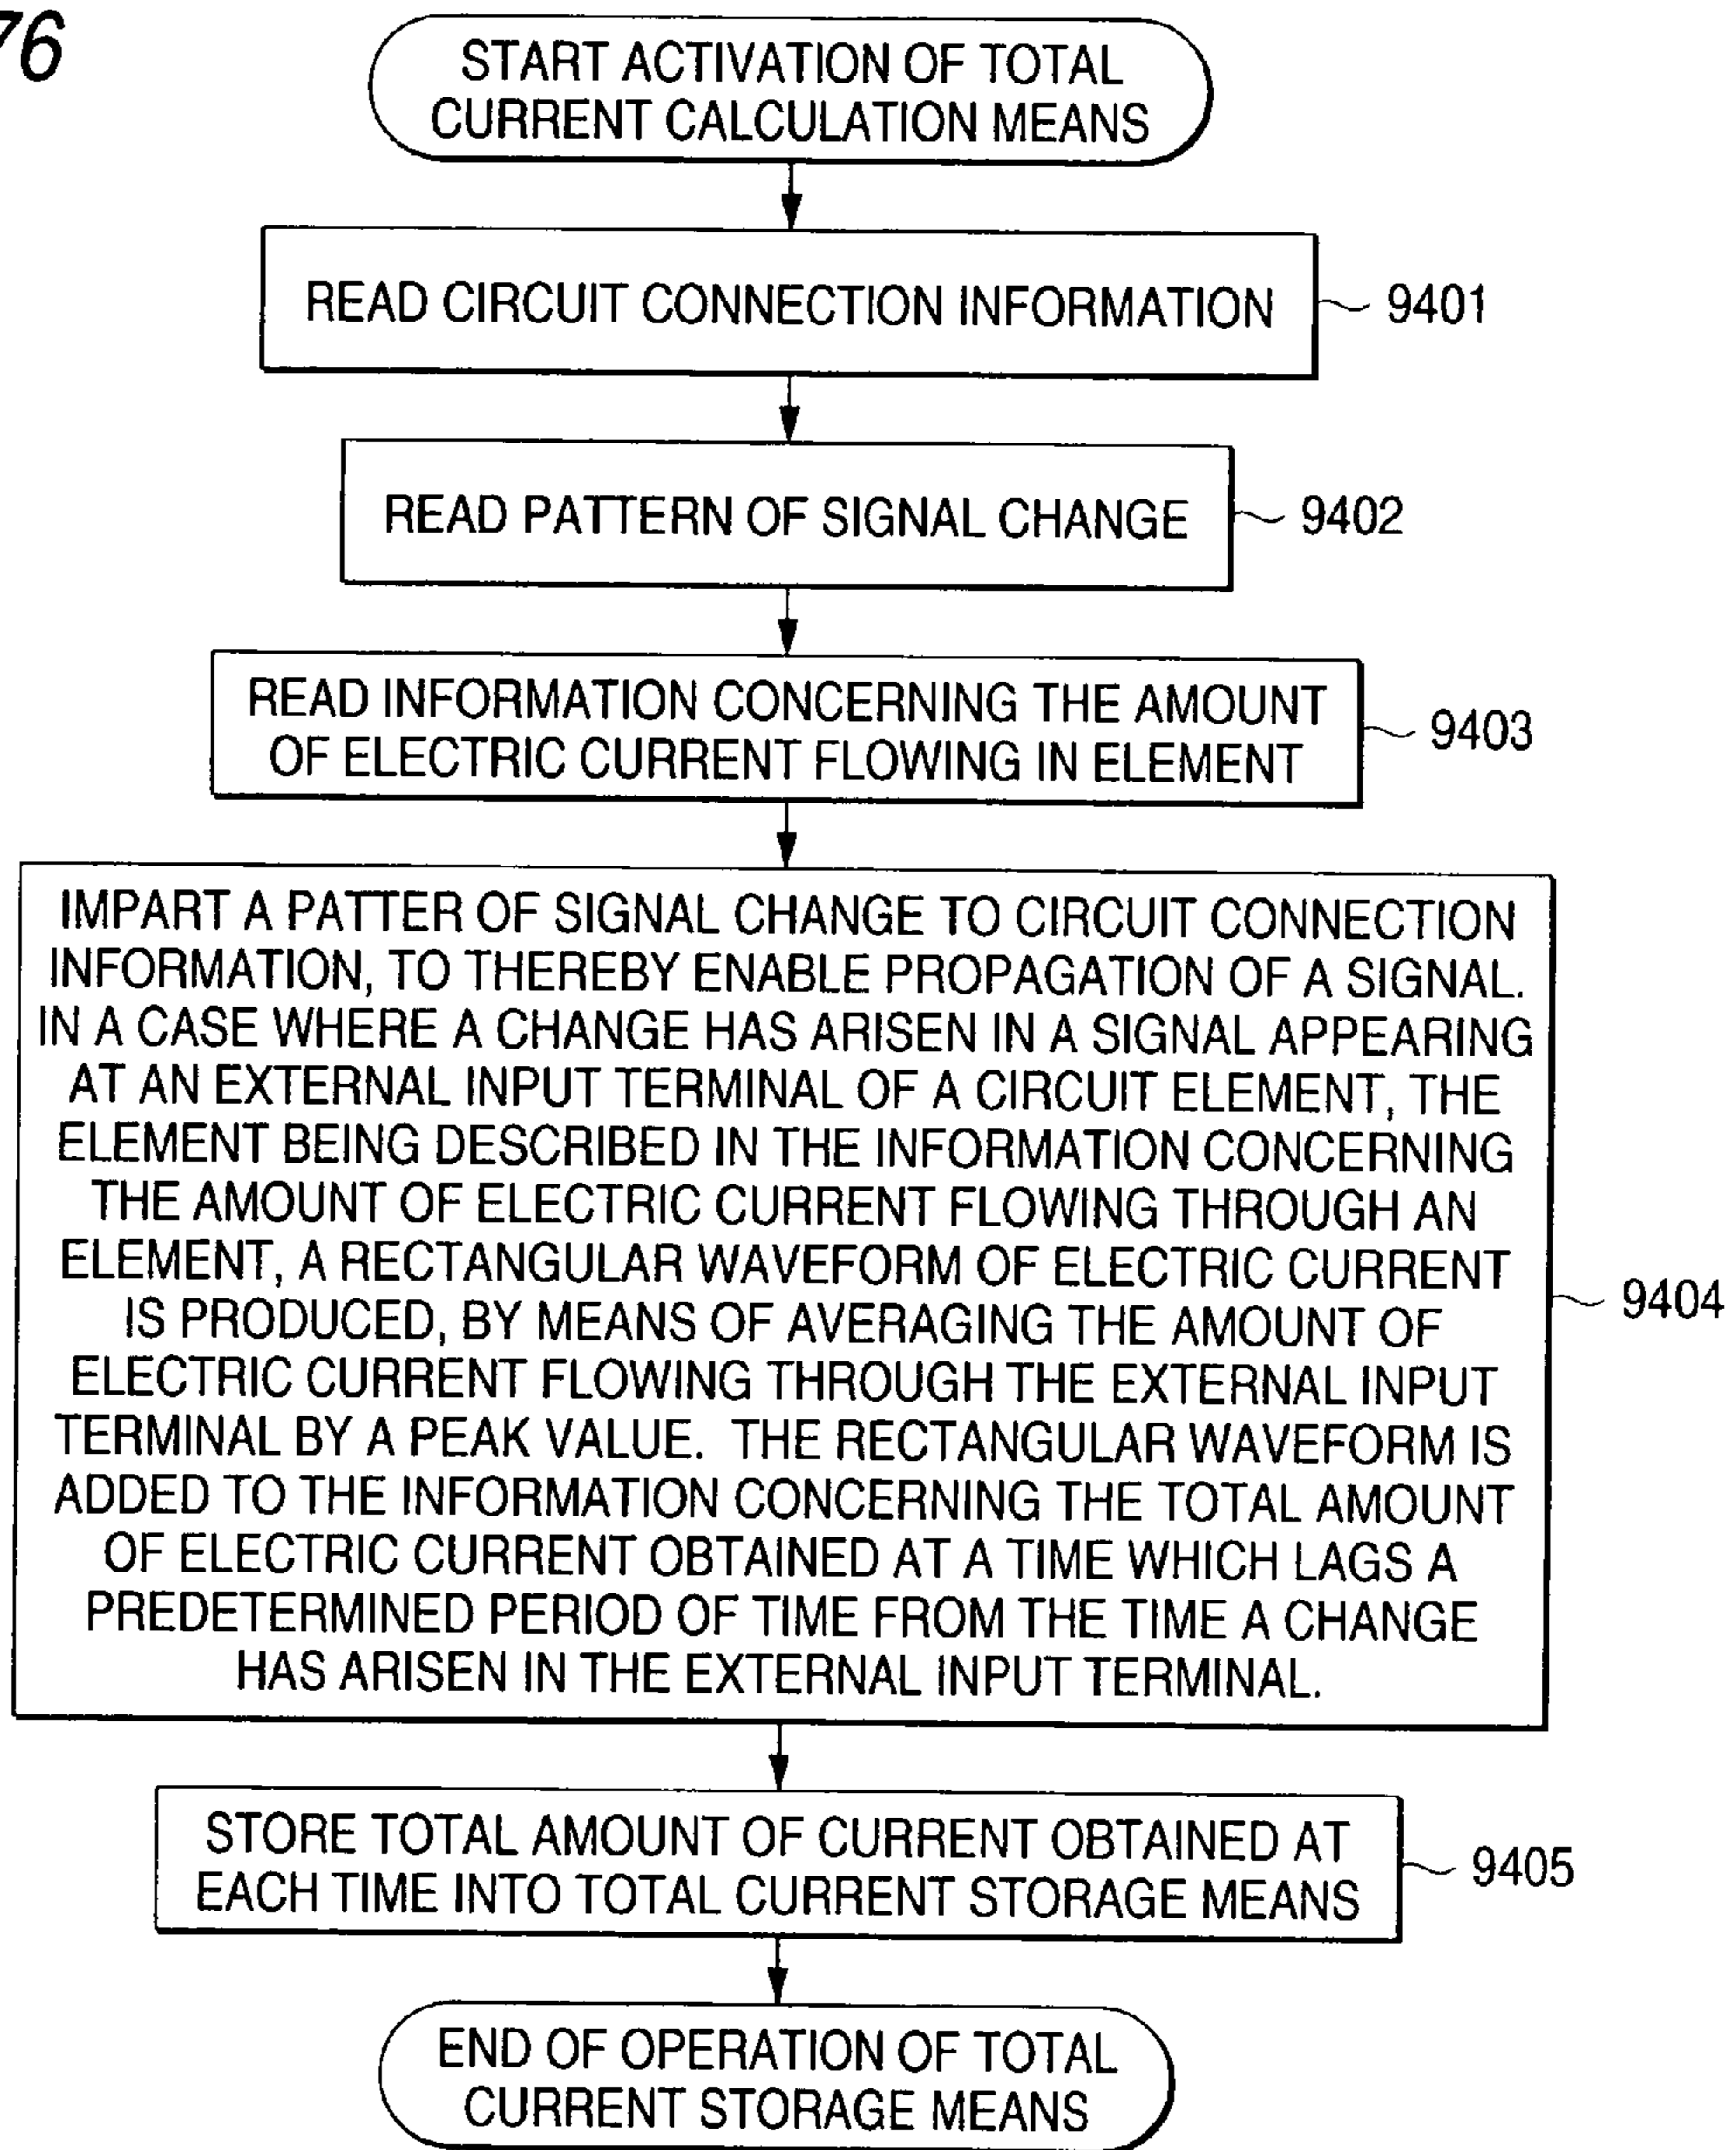 76
START ACTIVATION OF TOTAL
CURRENT CALCULATION MEANS
READ CIRCUIT CONNECTION INFORMATION
9401
READ PATTERN OF SIGNAL CHANGE
9402
READ INFORMATION CONCERNING THE AMOUNT
OF ELECTRIC CURRENT FLOWING IN ELEMENT
9403
IMPART A PATTER OF SIGNAL CHANGE TO CIRCUIT CONNECTION
INFORMATION, TO THEREBY ENABLE PROPAGATION OF A SIGNAL.
IN A CASE WHERE A CHANGE HAS ARISEN IN A SIGNAL APPEARING
AT AN EXTERNAL INPUT TERMINAL OF A CIRCUIT ELEMENT, THE
ELEMENT BEING DESCRIBED IN THE INFORMATION CONCERNING
THE AMOUNT OF ELECTRIC CURRENT FLOWING THROUGH AN
ELEMENT, A RECTANGULAR WAVEFORM OF ELECTRIC CURRENT
IS PRODUCED, BY MEANS OF AVERAGING THE AMOUNT OF
ELECTRIC CURRENT FLOWING THROUGH THE EXTERNAL INPUT
TERMINAL BY A PEAK VALUE. THE RECTANGULAR WAVEFORM IS
ADDED TO THE INFORMATION CONCERNING THE TOTAL AMOUNT
OF ELECTRIC CURRENT OBTAINED AT A TIME WHICH LAGS A
PREDETERMINED PERIOD OF TIME FROM THE TIME A CHANGE
HAS ARISEN IN THE EXTERNAL INPUT TERMINAL.
9404
STORE TOTAL AMOUNT OF CURRENT OBTAINED AT
EACH TIME INTO TOTAL CURRENT STORAGE MEANS
9405
END OF OPERATION OF TOTAL
CURRENT STORAGE MEANS